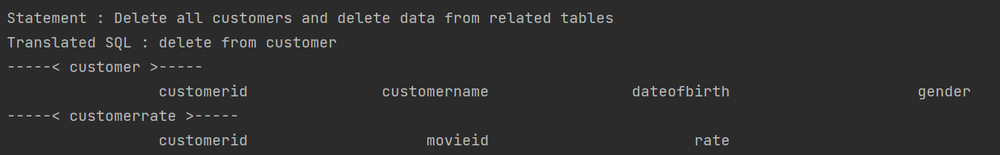 Statement : Delete all customers and delete data from related tables
Translated SQL : delete from customer
-----< customer >-----
customerid customername dateofbirth gender
-----< customerrate >-----
customerid movieid rate